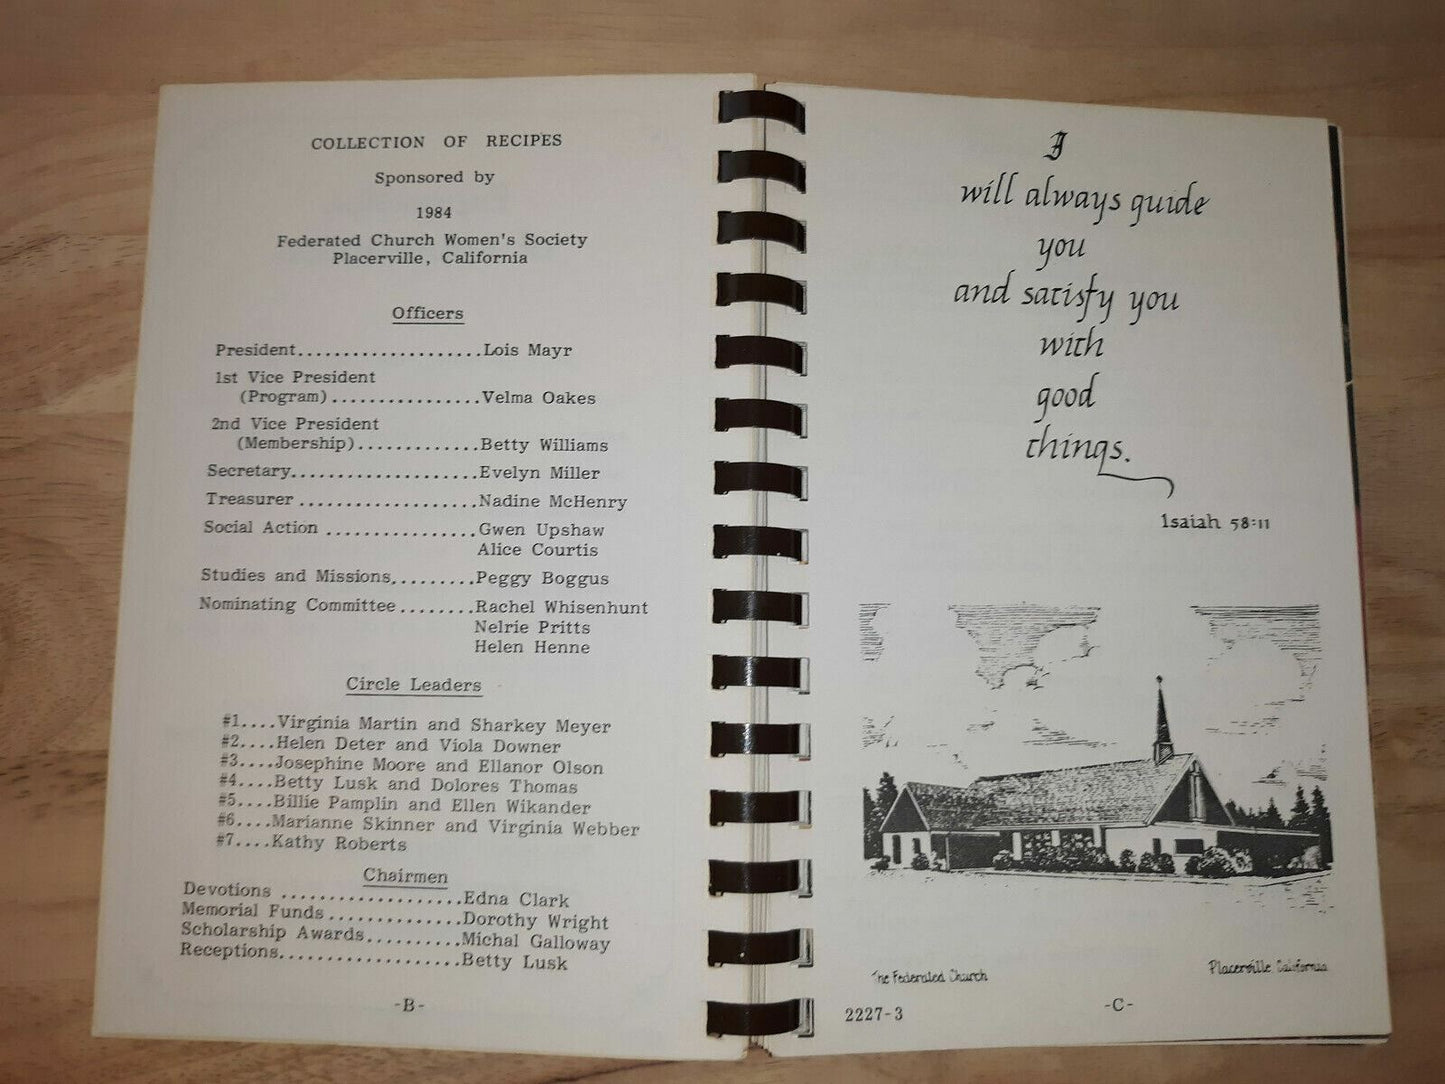 COLLECTION OF RECIPES
Sponsored by
1984
Federated Church Women's Society
Placerville, California
Officers
President....................Lois Mayr
1st Vice President
(Program)................Velma Oakes
2nd Vice President
(Membership).............Betty Williams
Secretary....................Evelyn Miller
Treasurer...................Nadine McHenry
Social Action ................Gwen Upshaw
Alice Courtis
Studies and Missions.........Peggy Boggus
Nominating Committee........Rachel Whisenhunt
Nelrie Pritts
Helen Henne
Circle Leaders
#1....Virginia Martin and Sharkey Meyer
#2....Helen Deter and Viola Downer
#3....Josephine Moore and Ellanor Olson
#4....Betty Lusk and Dolores Thomas
#5....Billie Pamplin and Ellen Wikander
#6....Marianne Skinner and Virginia Webber
#7....Kathy Roberts
Chairmen
Devotions ....................Edna Clark
Memorial Funds...............Dorothy Wright
Scholarship Awards..........Michal Galloway
Receptions....................Betty Lusk
-B-
I
will always guide
you
and satisfy you
with
good
things.
Isaiah 58:11
The Federated Church
Placerville California
2227-3
-C-